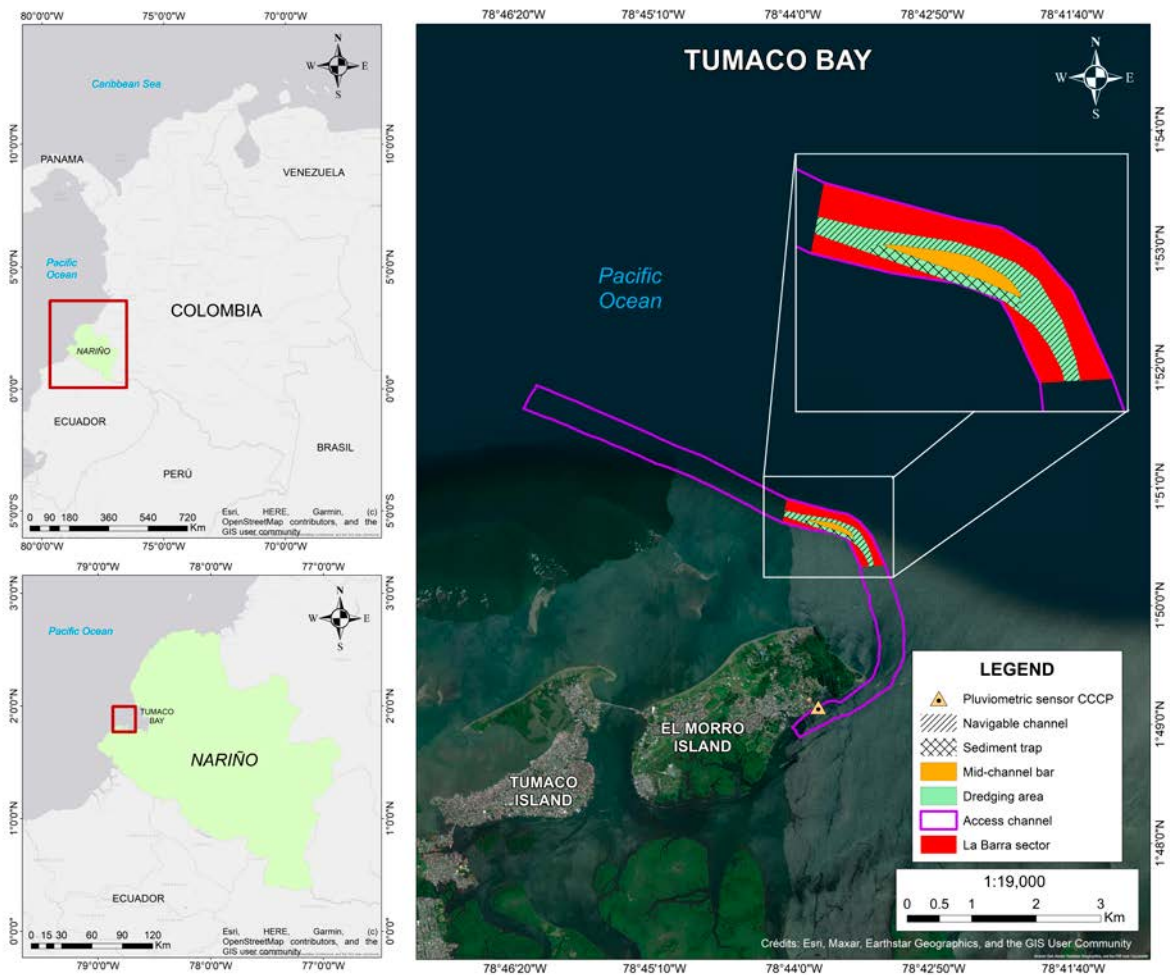 80°0'0"W 75°0'0"W 70°0'0"W
Caribbean Sea
N
W E
S
10°0'0"N
10°0'0"N
PANAMA
VENEZUELA
Pacific
Ocean
5°0'0"N
5°0'0"N
COLOMBIA
NARIÑO
0°0'0"
0°0'0"
ECUADOR
BRASIL
PERÚ
5°0'0"S
5°0'0"S
0 90 180 360 540 720
Km
Esri, HERE, Garmin, (c)
OpenStreetMap contributors, and the
GIS user community
80°0'0"W 75°0'0"W 70°0'0"W
79°0'0"W 78°0'0"W 77°0'0"W
3°0'0"N
3°0'0"N
N
W E
S
Pacific Ocean
2°0'0"N
2°0'0"N
TUMACO
BAY
NARIÑO
1°0'0"N
1°0'0"N
ECUADOR
0 15 30 60 90 120
Km
Esri, HERE, Garmin, (c)
OpenStreetMap contributors, and the
GIS user community
0°0'0"
0°0'0"
79°0'0"W 78°0'0"W 77°0'0"W
78°46'20"W 78°45'10"W 78°44'0"W 78°42'50"W 78°41'40"W
TUMACO BAY
N
W E
S
1°54'0"N
Pacific
Ocean
1°53'0"N
1°52'0"N
1°51'0"N
1°50'0"N
1°49'0"N
1°48'0"N
EL MORRO
ISLAND
TUMACO
ISLAND
LEGEND
Pluviometric sensor CCCP
Navigable channel
Sediment trap
Mid-channel bar
Dredging area
Access channel
La Barra sector
1:19,000
0 0.5 1 2 3
Km
Crédits: Esri, Maxar, Earthstar Geographics, and the GIS User Community
78°46'20"W 78°45'10"W 78°44'0"W 78°42'50"W 78°41'40"W